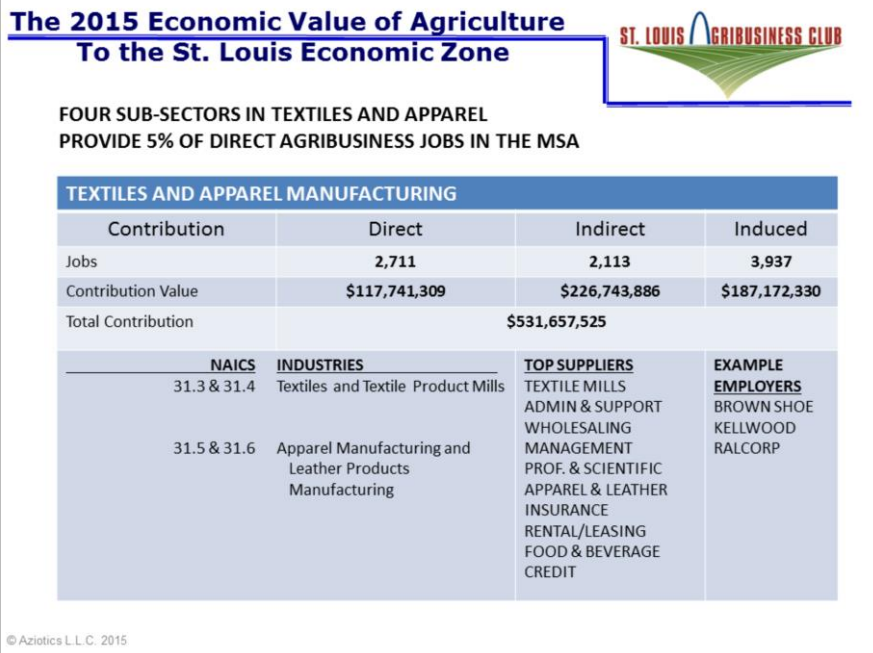 The 2015 Economic Value of Agriculture
To the St. Louis Economic Zone
ST. LOUIS AGRIBUSINESS CLUB
FOUR SUB-SECTORS IN TEXTILES AND APPAREL
PROVIDE 5% OF DIRECT AGRIBUSINESS JOBS IN THE MSA
TEXTILES AND APPAREL MANUFACTURING
Contribution Direct Indirect Induced
Jobs 2,711 2,113 3,937
Contribution Value $117,741,309 $226,743,886 $187,172,330
Total Contribution $531,657,525
NAICS INDUSTRIES TOP SUPPLIERS EXAMPLE
31.3 & 31.4 Textiles and Textile Product Mills TEXTILE MILLS EMPLOYERS
ADMIN & SUPPORT BROWN SHOE
WHOLESALING KELLWOOD
31.5 & 31.6 Apparel Manufacturing and MANAGEMENT RALCORP
Leather Products PROF. & SCIENTIFIC
Manufacturing APPAREL & LEATHER
INSURANCE
RENTAL/LEASING
FOOD & BEVERAGE
CREDIT
© Aziotics L.L.C. 2015